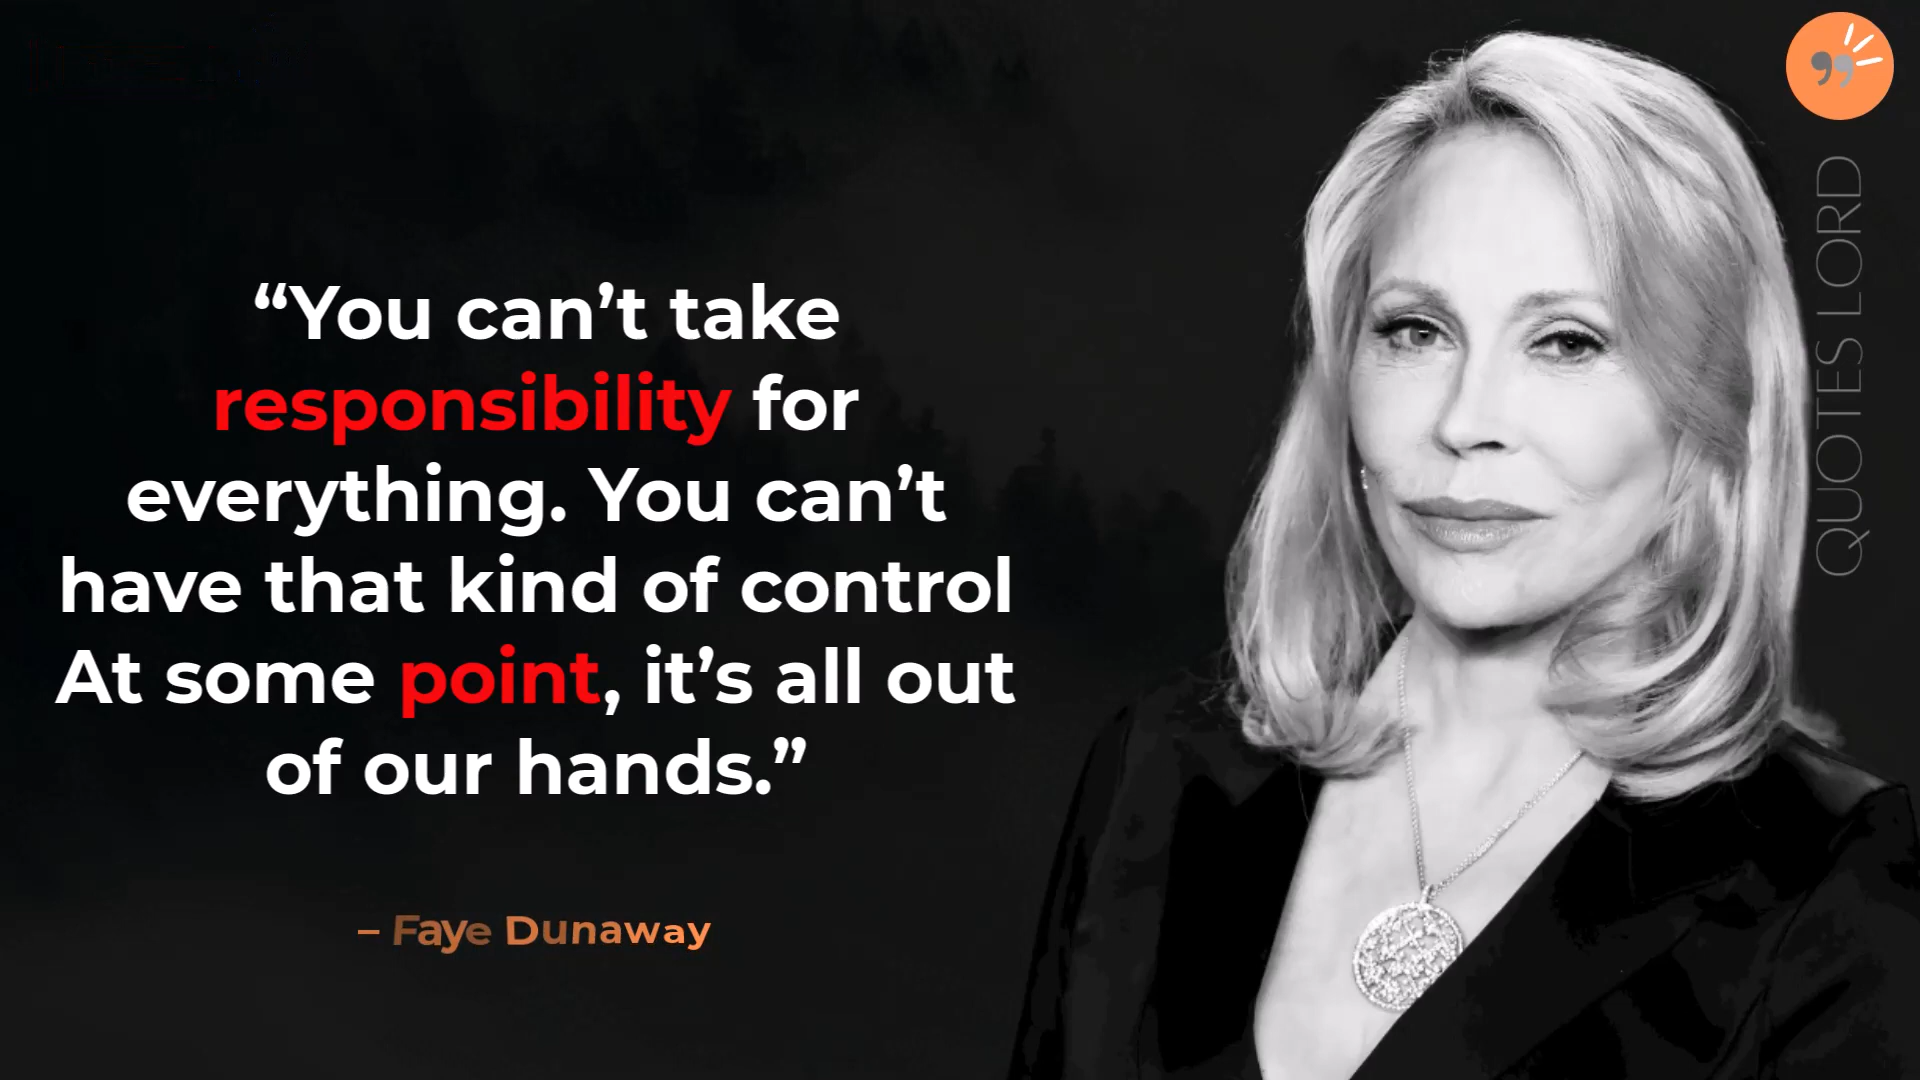 “You can’t take
responsibility for
everything. You can’t
have that kind of control
At some point, it’s all out
of our hands.”
– Faye Dunaway
QUOTES LORD